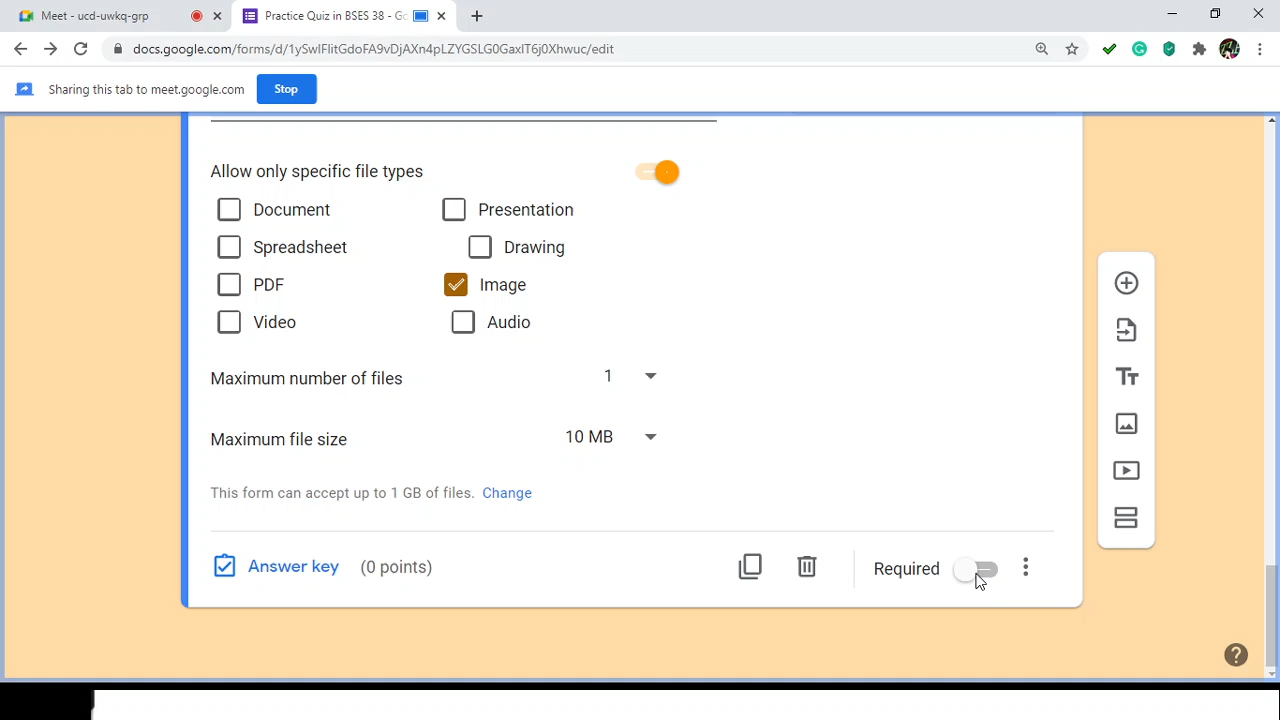 Meet - ucd-uwkq-grp
Practice Quiz in BSES 38 - Go
docs.google.com/forms/d/1ySwIFlitGdoFA9vDjAXn4pLZYGSLG0GaxlT6j0Xhwuc/edit
Sharing this tab to meet.google.com Stop
Allow only specific file types
Document Presentation
Spreadsheet Drawing
PDF Image
Video Audio
Maximum number of files 1
Maximum file size 10 MB
This form can accept up to 1 GB of files. Change
Answer key (0 points) Required